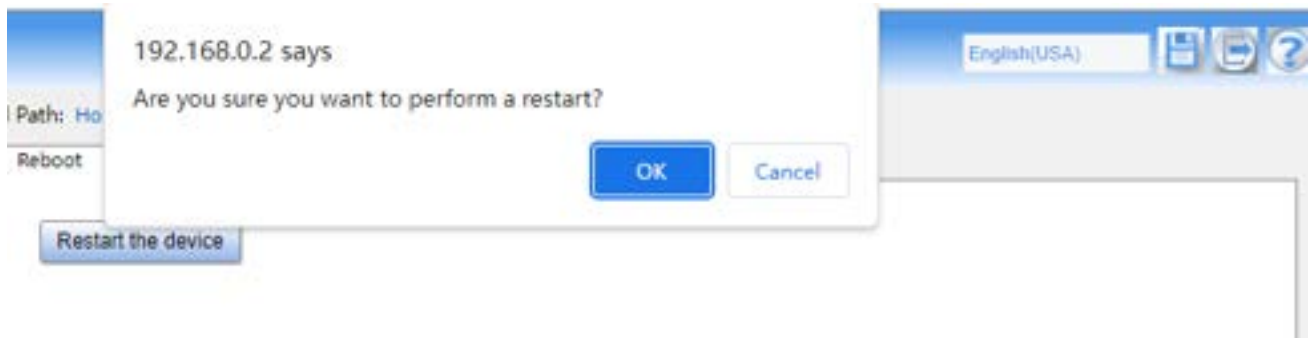 192.168.0.2 says
Are you sure you want to perform a restart?
OK
Cancel
English(USA)
?
Path: Ho
Reboot
Restart the device